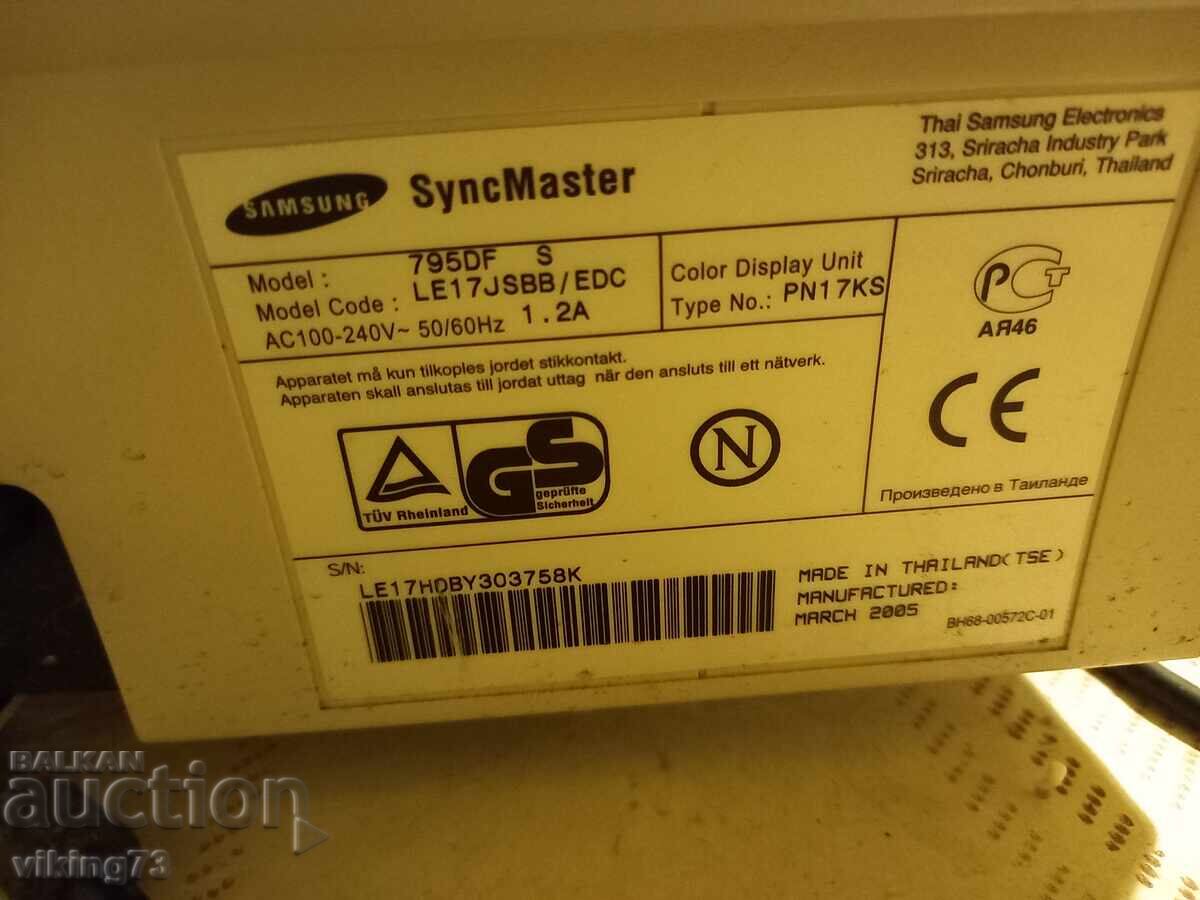 SAMSUNG SyncMaster
Thai Samsung Electronics
313, Sriracha Industry Park
Sriracha, Chonburi, Thailand
Model : 795DF S
Model Code : LE17JSBB/EDC
AC100-240V~ 50/60Hz 1.2A
Color Display Unit
Type No.: PN17KS
PCT
АЯ46
Apparatet må kun tilkoples jordet stikkontakt.
Apparaten skall anslutas till jordat uttag när den ansluts till ett nätverk.
TÜV Rheinland
GS
geprüfte
Sicherheit
N
CE
Произведено в Таиланде
S/N:
LE17HDBY303758K
MADE IN THAILAND(TSE)
MANUFACTURED:
MARCH 2005
BH68-00572C-01
BALKAN
auction
viking73